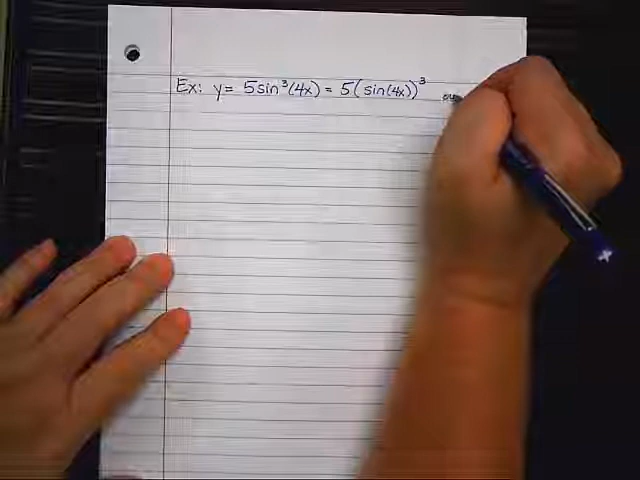 Ex: y = 5sin³(4x) = 5(sin(4x))³